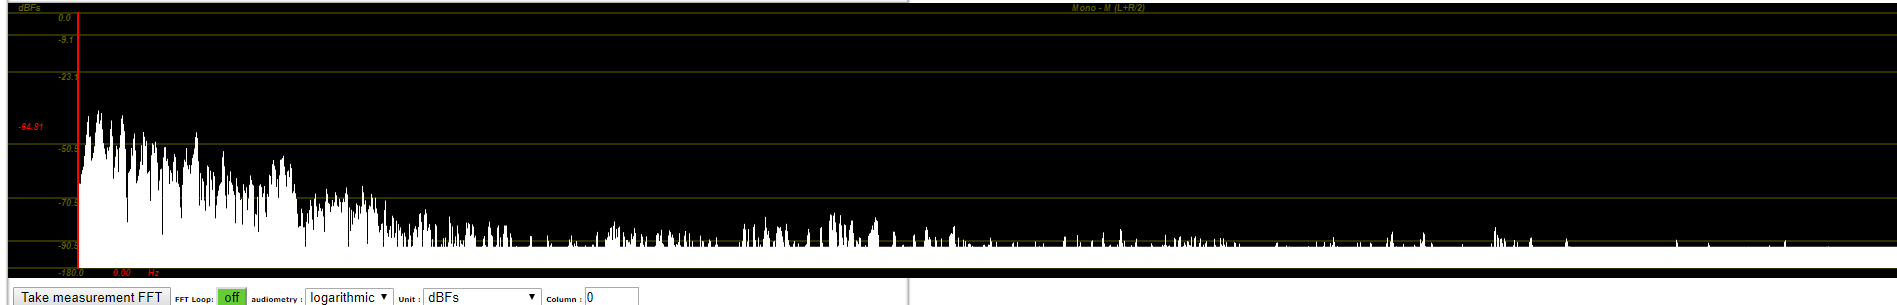 dBFs Mono - M (L+R/2)
0.0
-9.1
-23.1
-64.81
-50.5
-70.5
-90.5
-180.0 0.00 Hz
Take measurement FFT FFT Loop: off audiometry : logarithmic Unit : dBFs Column : 0